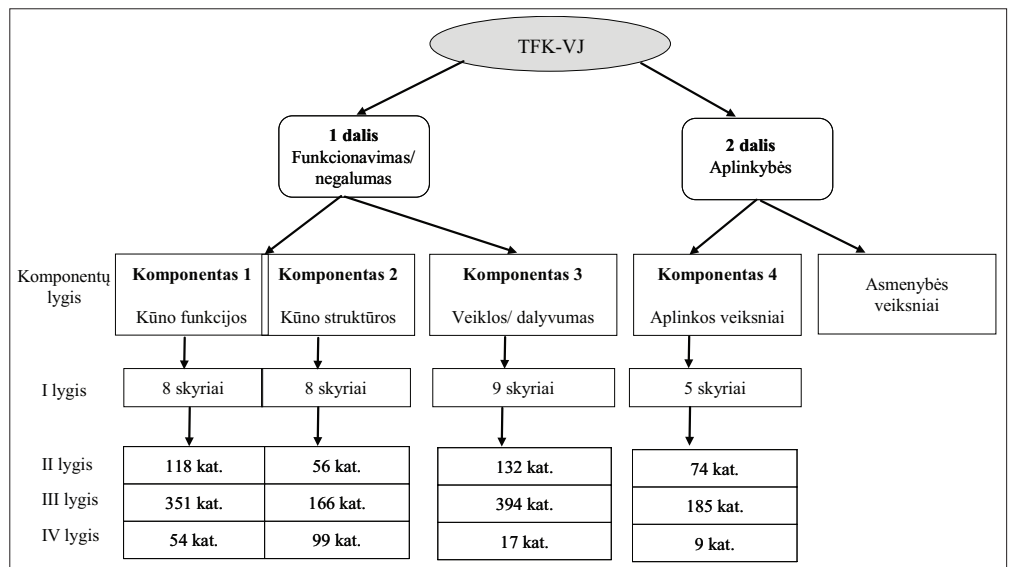 TFK-VJ
1 dalis
Funkcionavimas/
negalumas
2 dalis
Aplinkybės
Komponentų
lygis
Komponentas 1
Kūno funkcijos
Komponentas 2
Kūno struktūros
Komponentas 3
Veiklos/ dalyvumas
Komponentas 4
Aplinkos veiksniai
Asmenybės
veiksniai
I lygis
8 skyriai
8 skyriai
9 skyriai
5 skyriai
II lygis
118 kat.
56 kat.
132 kat.
74 kat.
III lygis
351 kat.
166 kat.
394 kat.
185 kat.
IV lygis
54 kat.
99 kat.
17 kat.
9 kat.